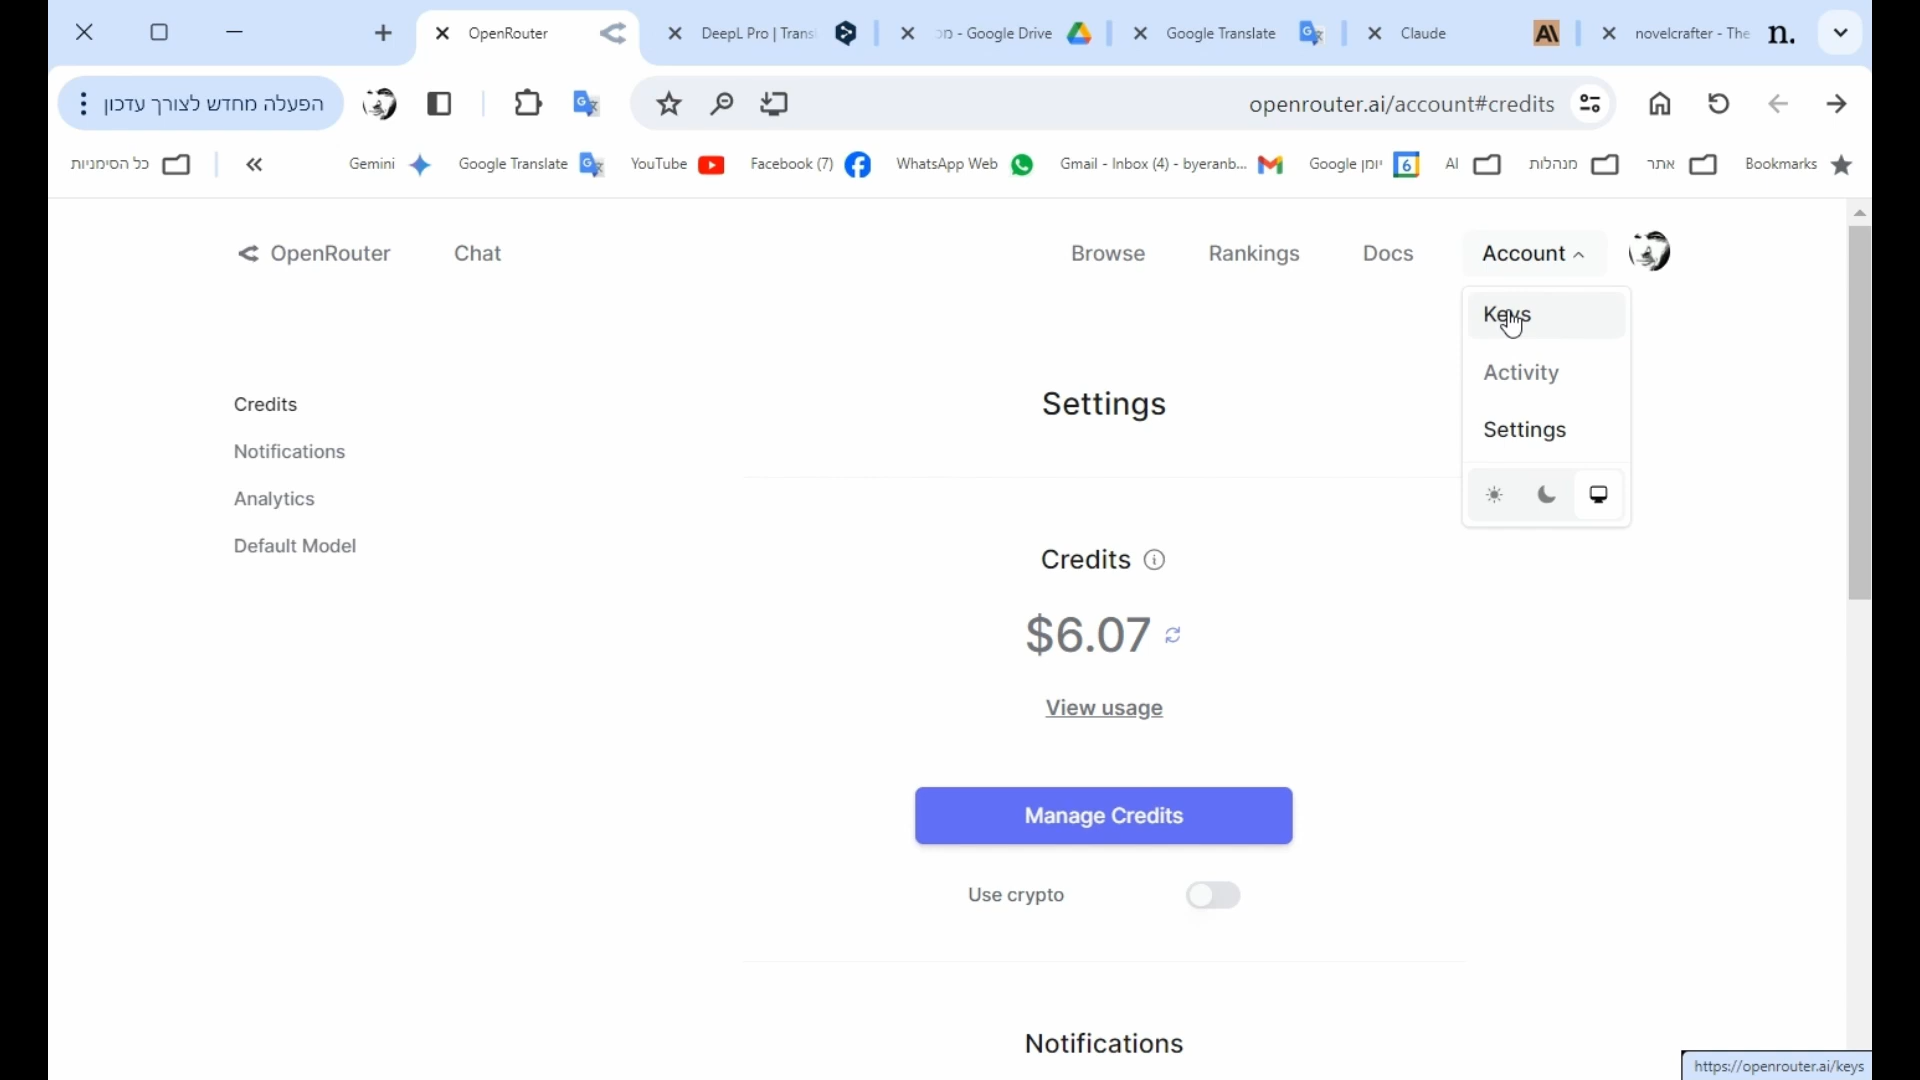 OpenRouter
DeepL Pro | Trans
Google Drive -
Google Translate
Claude
novelcrafter - The
n.
הפעלה מחדש לצורך עדכון
openrouter.ai/account#credits
כל הסימניות
Gemini
Google Translate
YouTube
Facebook (7)
WhatsApp Web
Gmail - Inbox (4) - byeranb...
יומן Google
6
AI
מנהלות
אתר
Bookmarks
OpenRouter
Chat
Browse
Rankings
Docs
Account
Keys
Activity
Settings
Credits
Notifications
Analytics
Default Model
Settings
Credits
$6.07
View usage
Manage Credits
Use crypto
Notifications
https://openrouter.ai/keys